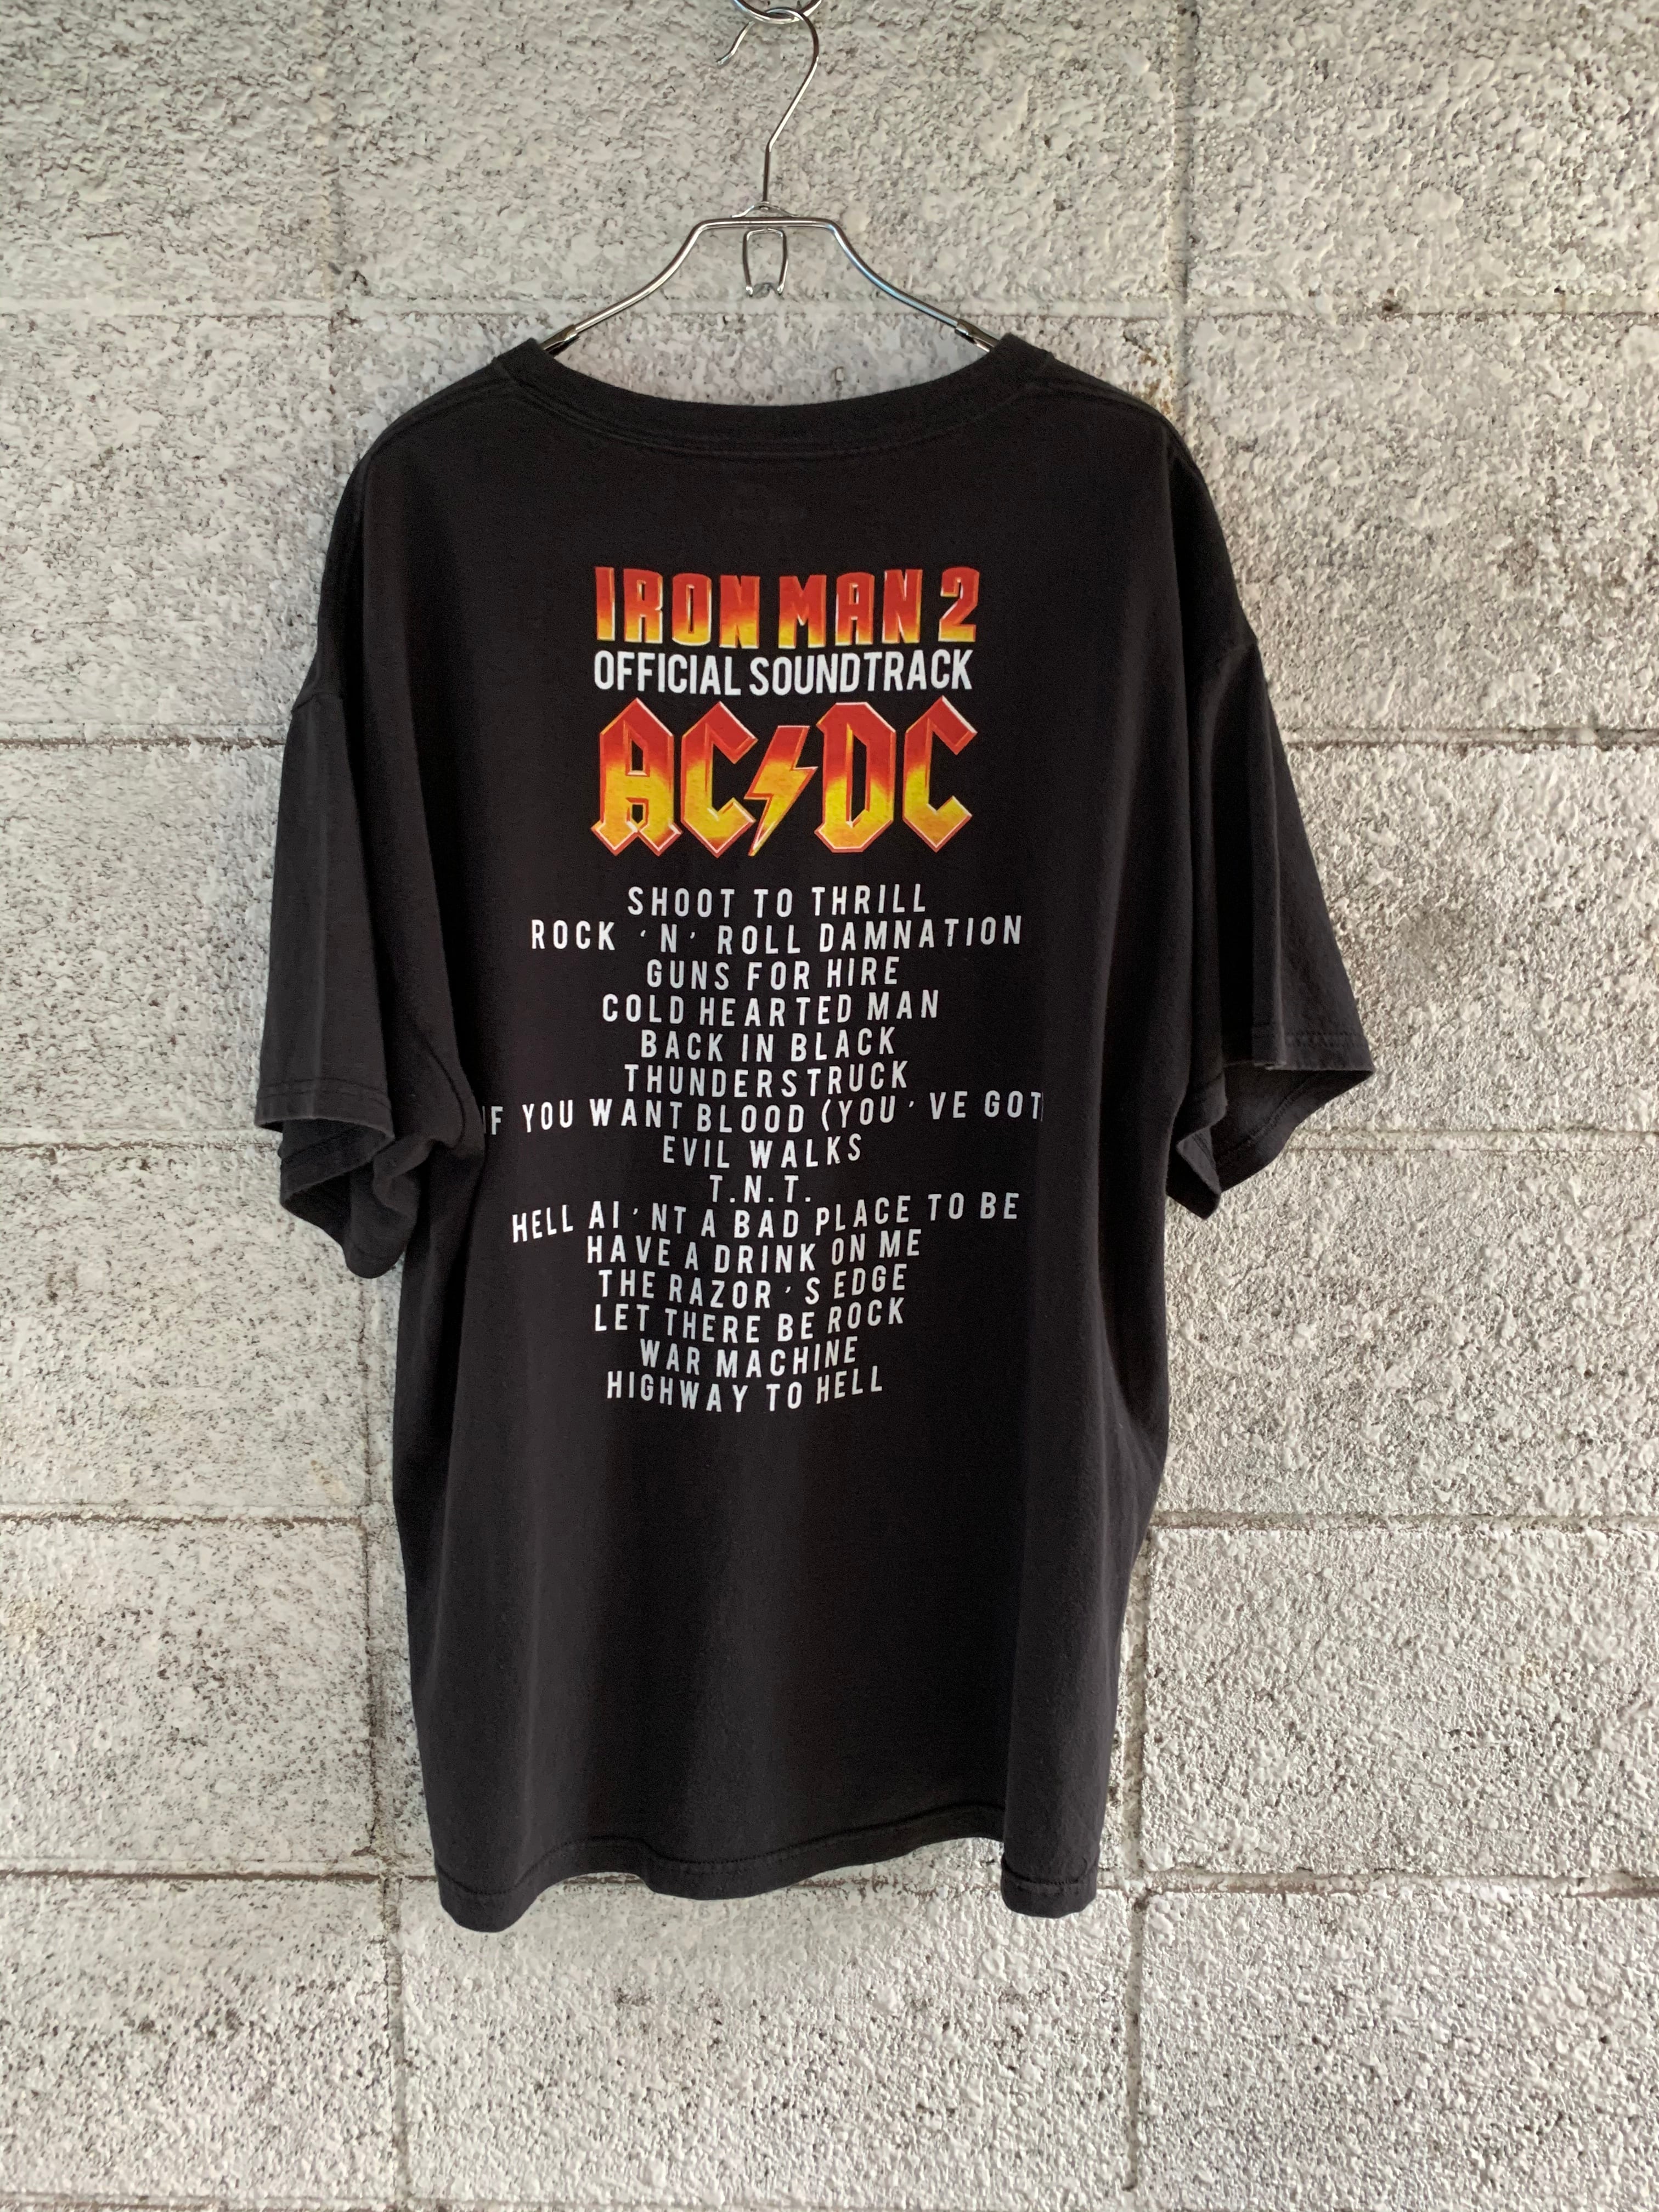 IRON MAN 2
OFFICIAL SOUNDTRACK
AC⚡DC
SHOOT TO THRILL
ROCK 'N' ROLL DAMNATION
GUNS FOR HIRE
COLD HEARTED MAN
BACK IN BLACK
THUNDERSTRUCK
IF YOU WANT BLOOD (YOU'VE GOT
EVIL WALKS
T.N.T.
HELL AI'NT A BAD PLACE TO BE
HAVE A DRINK ON ME
THE RAZOR'S EDGE
LET THERE BE ROCK
WAR MACHINE
HIGHWAY TO HELL